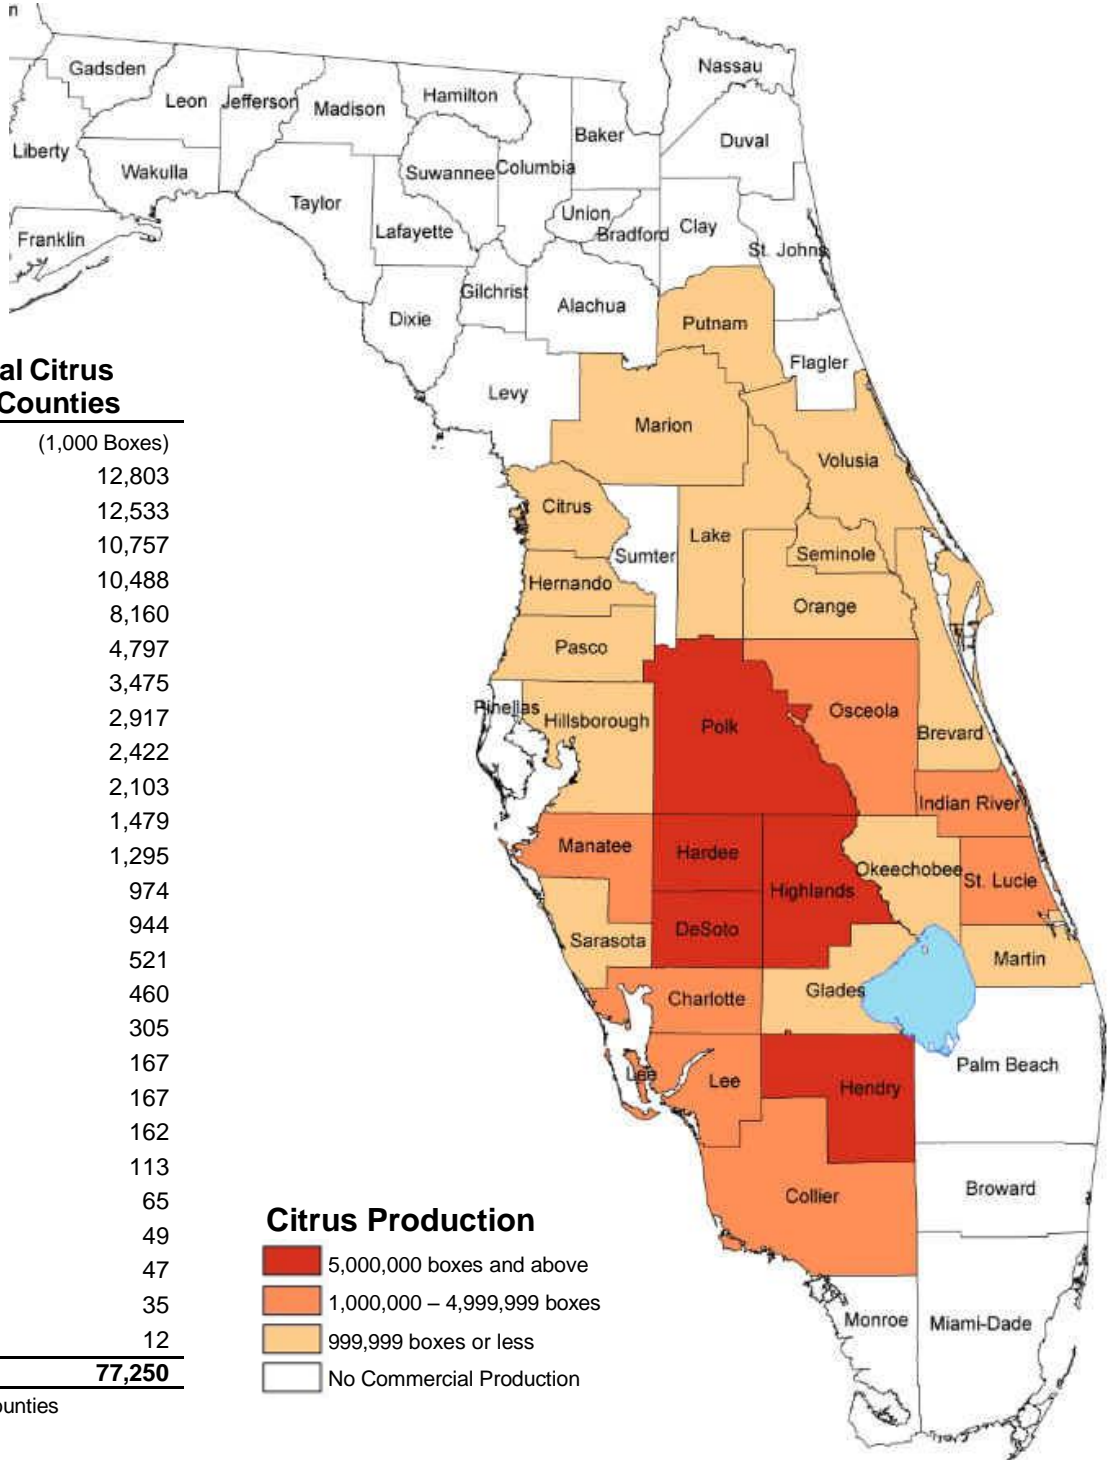 n
Gadsden
Leon
Jefferson
Madison
Hamilton
Nassau
Duval
Baker
Liberty
Wakulla
Suwannee
Columbia
Taylor
Lafayette
Union
Bradford
Clay
St. Johns
Franklin
Dixie
Gilchrist
Alachua
Putnam
Flagler
Levy
Marion
Volusia
Citrus
Sumter
Lake
Seminole
Hernando
Orange
Pasco
Pinellas
Hillsborough
Polk
Osceola
Brevard
Indian River
Manatee
Hardee
Highlands
Okeechobee
St. Lucie
DeSoto
Sarasota
Martin
Charlotte
Glades
Palm Beach
Lee
Lee
Hendry
Collier
Broward
Monroe
Miami-Dade
al Citrus
Counties
(1,000 Boxes)
12,803
12,533
10,757
10,488
8,160
4,797
3,475
2,917
2,422
2,103
1,479
1,295
974
944
521
460
305
167
167
162
113
65
49
47
35
12
77,250
ounties
Citrus Production
5,000,000 boxes and above
1,000,000 – 4,999,999 boxes
999,999 boxes or less
No Commercial Production